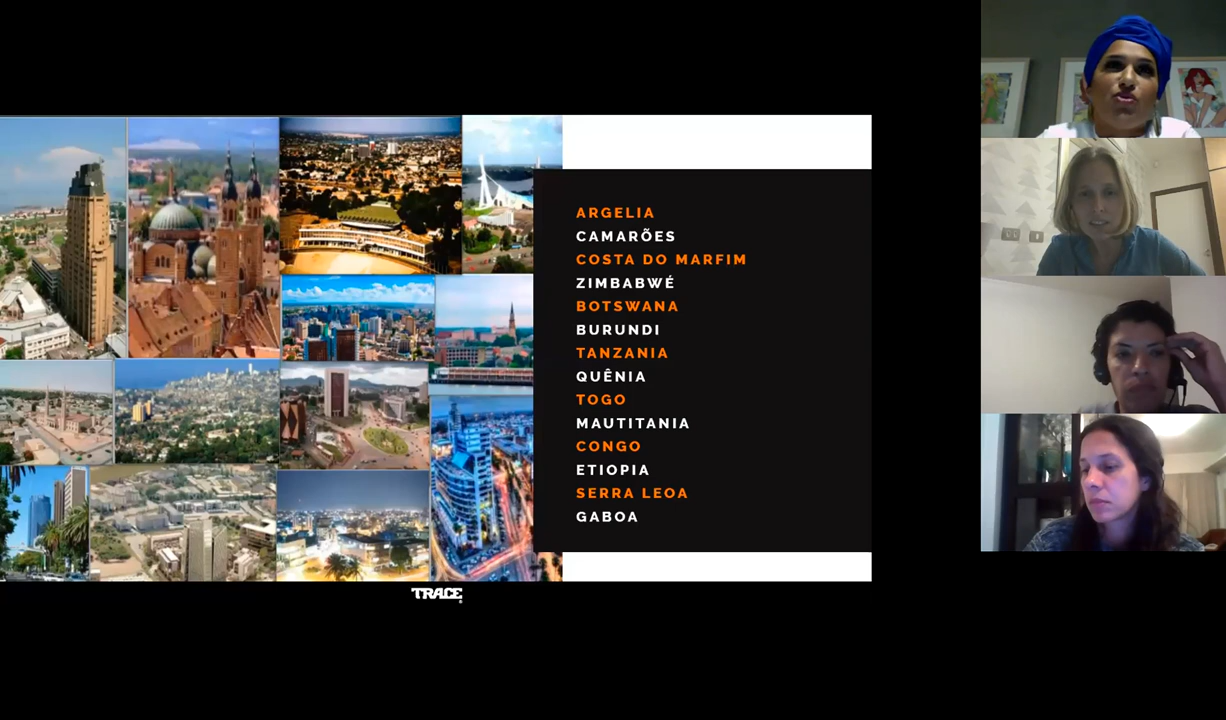 ARGELIA
CAMARÕES
COSTA DO MARFIM
ZIMBABWÉ
BOTSWANA
BURUNDI
TANZANIA
QUÊNIA
TOGO
MAUTITANIA
CONGO
ETIOPIA
SERRA LEOA
GABOA
TRACE